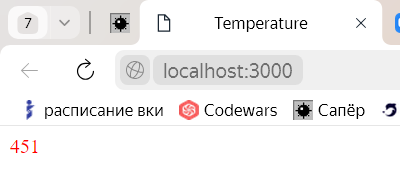 7
Temperature
localhost:3000
расписание вки
Codewars
Сапёр
451